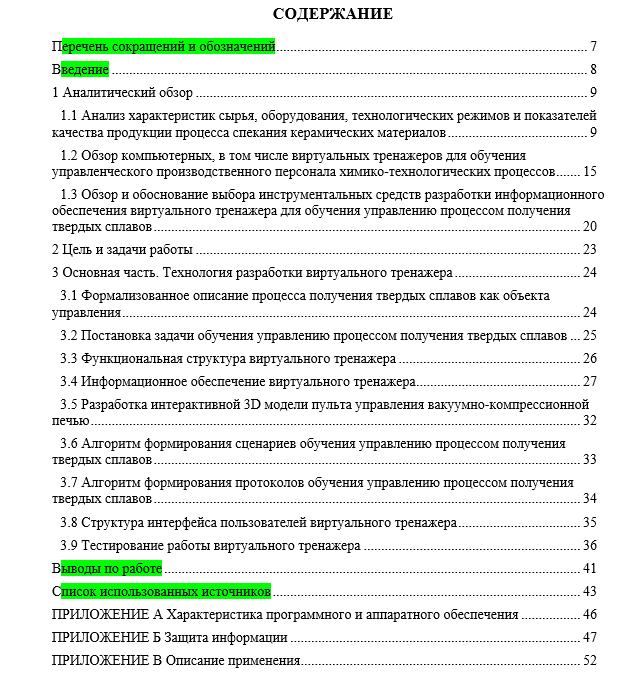 СОДЕРЖАНИЕ
Перечень сокращений и обозначений 7
Введение 8
1 Аналитический обзор 9
1.1 Анализ характеристик сырья, оборудования, технологических режимов и показателей
качества продукции процесса спекания керамических материалов 9
1.2 Обзор компьютерных, в том числе виртуальных тренажеров для обучения
управленческого производственного персонала химико-технологических процессов 15
1.3 Обзор и обоснование выбора инструментальных средств разработки информационного
обеспечения виртуального тренажера для обучения управлению процессом получения
твердых сплавов 20
2 Цель и задачи работы 23
3 Основная часть. Технология разработки виртуального тренажера 24
3.1 Формализованное описание процесса получения твердых сплавов как объекта
управления 24
3.2 Постановка задачи обучения управлению процессом получения твердых сплавов 25
3.3 Функциональная структура виртуального тренажера 26
3.4 Информационное обеспечение виртуального тренажера 27
3.5 Разработка интерактивной 3D модели пульта управления вакуумно-компрессионной
печью 32
3.6 Алгоритм формирования сценариев обучения управлению процессом получения
твердых сплавов 33
3.7 Алгоритм формирования протоколов обучения управлению процессом получения
твердых сплавов 34
3.8 Структура интерфейса пользователей виртуального тренажера 35
3.9 Тестирование работы виртуального тренажера 36
Выводы по работе 41
Список использованных источников 43
ПРИЛОЖЕНИЕ А Характеристика программного и аппаратного обеспечения 46
ПРИЛОЖЕНИЕ Б Защита информации 47
ПРИЛОЖЕНИЕ В Описание применения 52